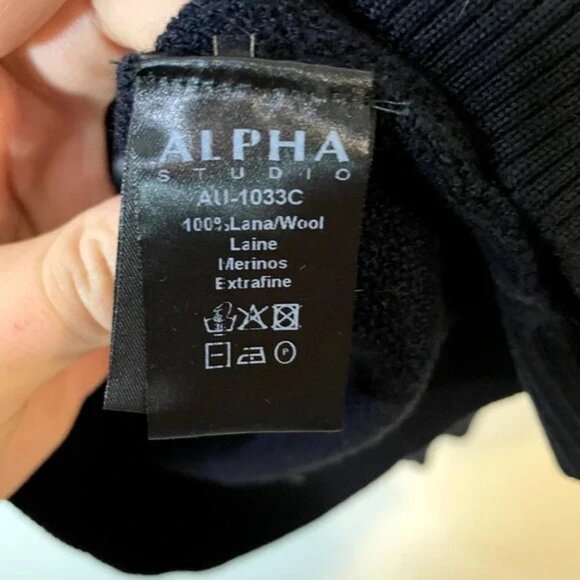 ALPHA
STUDIO
AU-1033C
100%Lana/Wool
Laine
Merinos
Extrafine
P